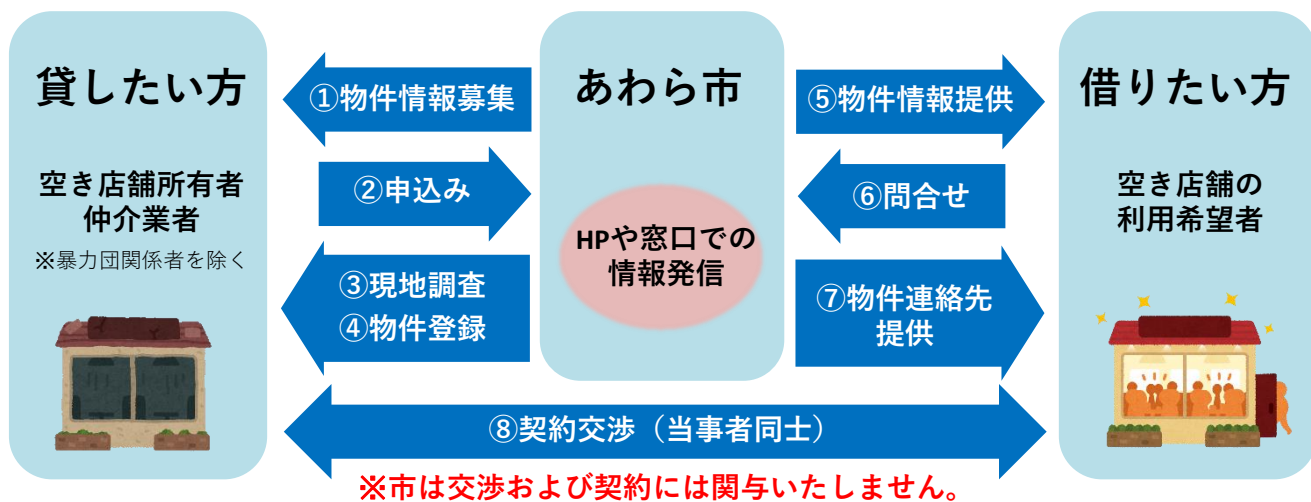 貸したい方
空き店舗所有者
仲介業者
※暴力団関係者を除く
①物件情報募集
②申込み
③現地調査
④物件登録
あわら市
HPや窓口での
情報発信
⑤物件情報提供
⑥問合せ
⑦物件連絡先
提供
借りたい方
空き店舗の
利用希望者
⑧契約交渉（当事者同士）
※市は交渉および契約には関与いたしません。